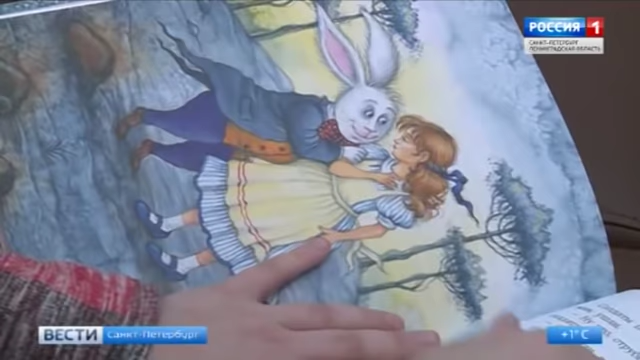 РОССИЯ 1
САНКТ-ПЕТЕРБУРГ
ЛЕНИНГРАДСКАЯ ОБЛАСТЬ
ВЕСТИ Санкт-Петербург +1°C